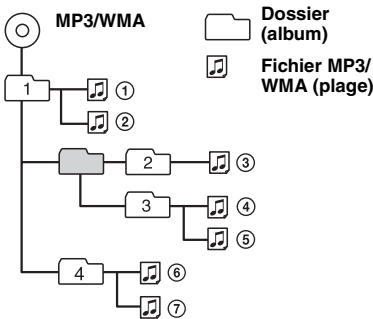 MP3/WMA
Dossier
(album)
Fichier MP3/
WMA (plage)
1
①
②
2
③
3
④
⑤
4
⑥
⑦